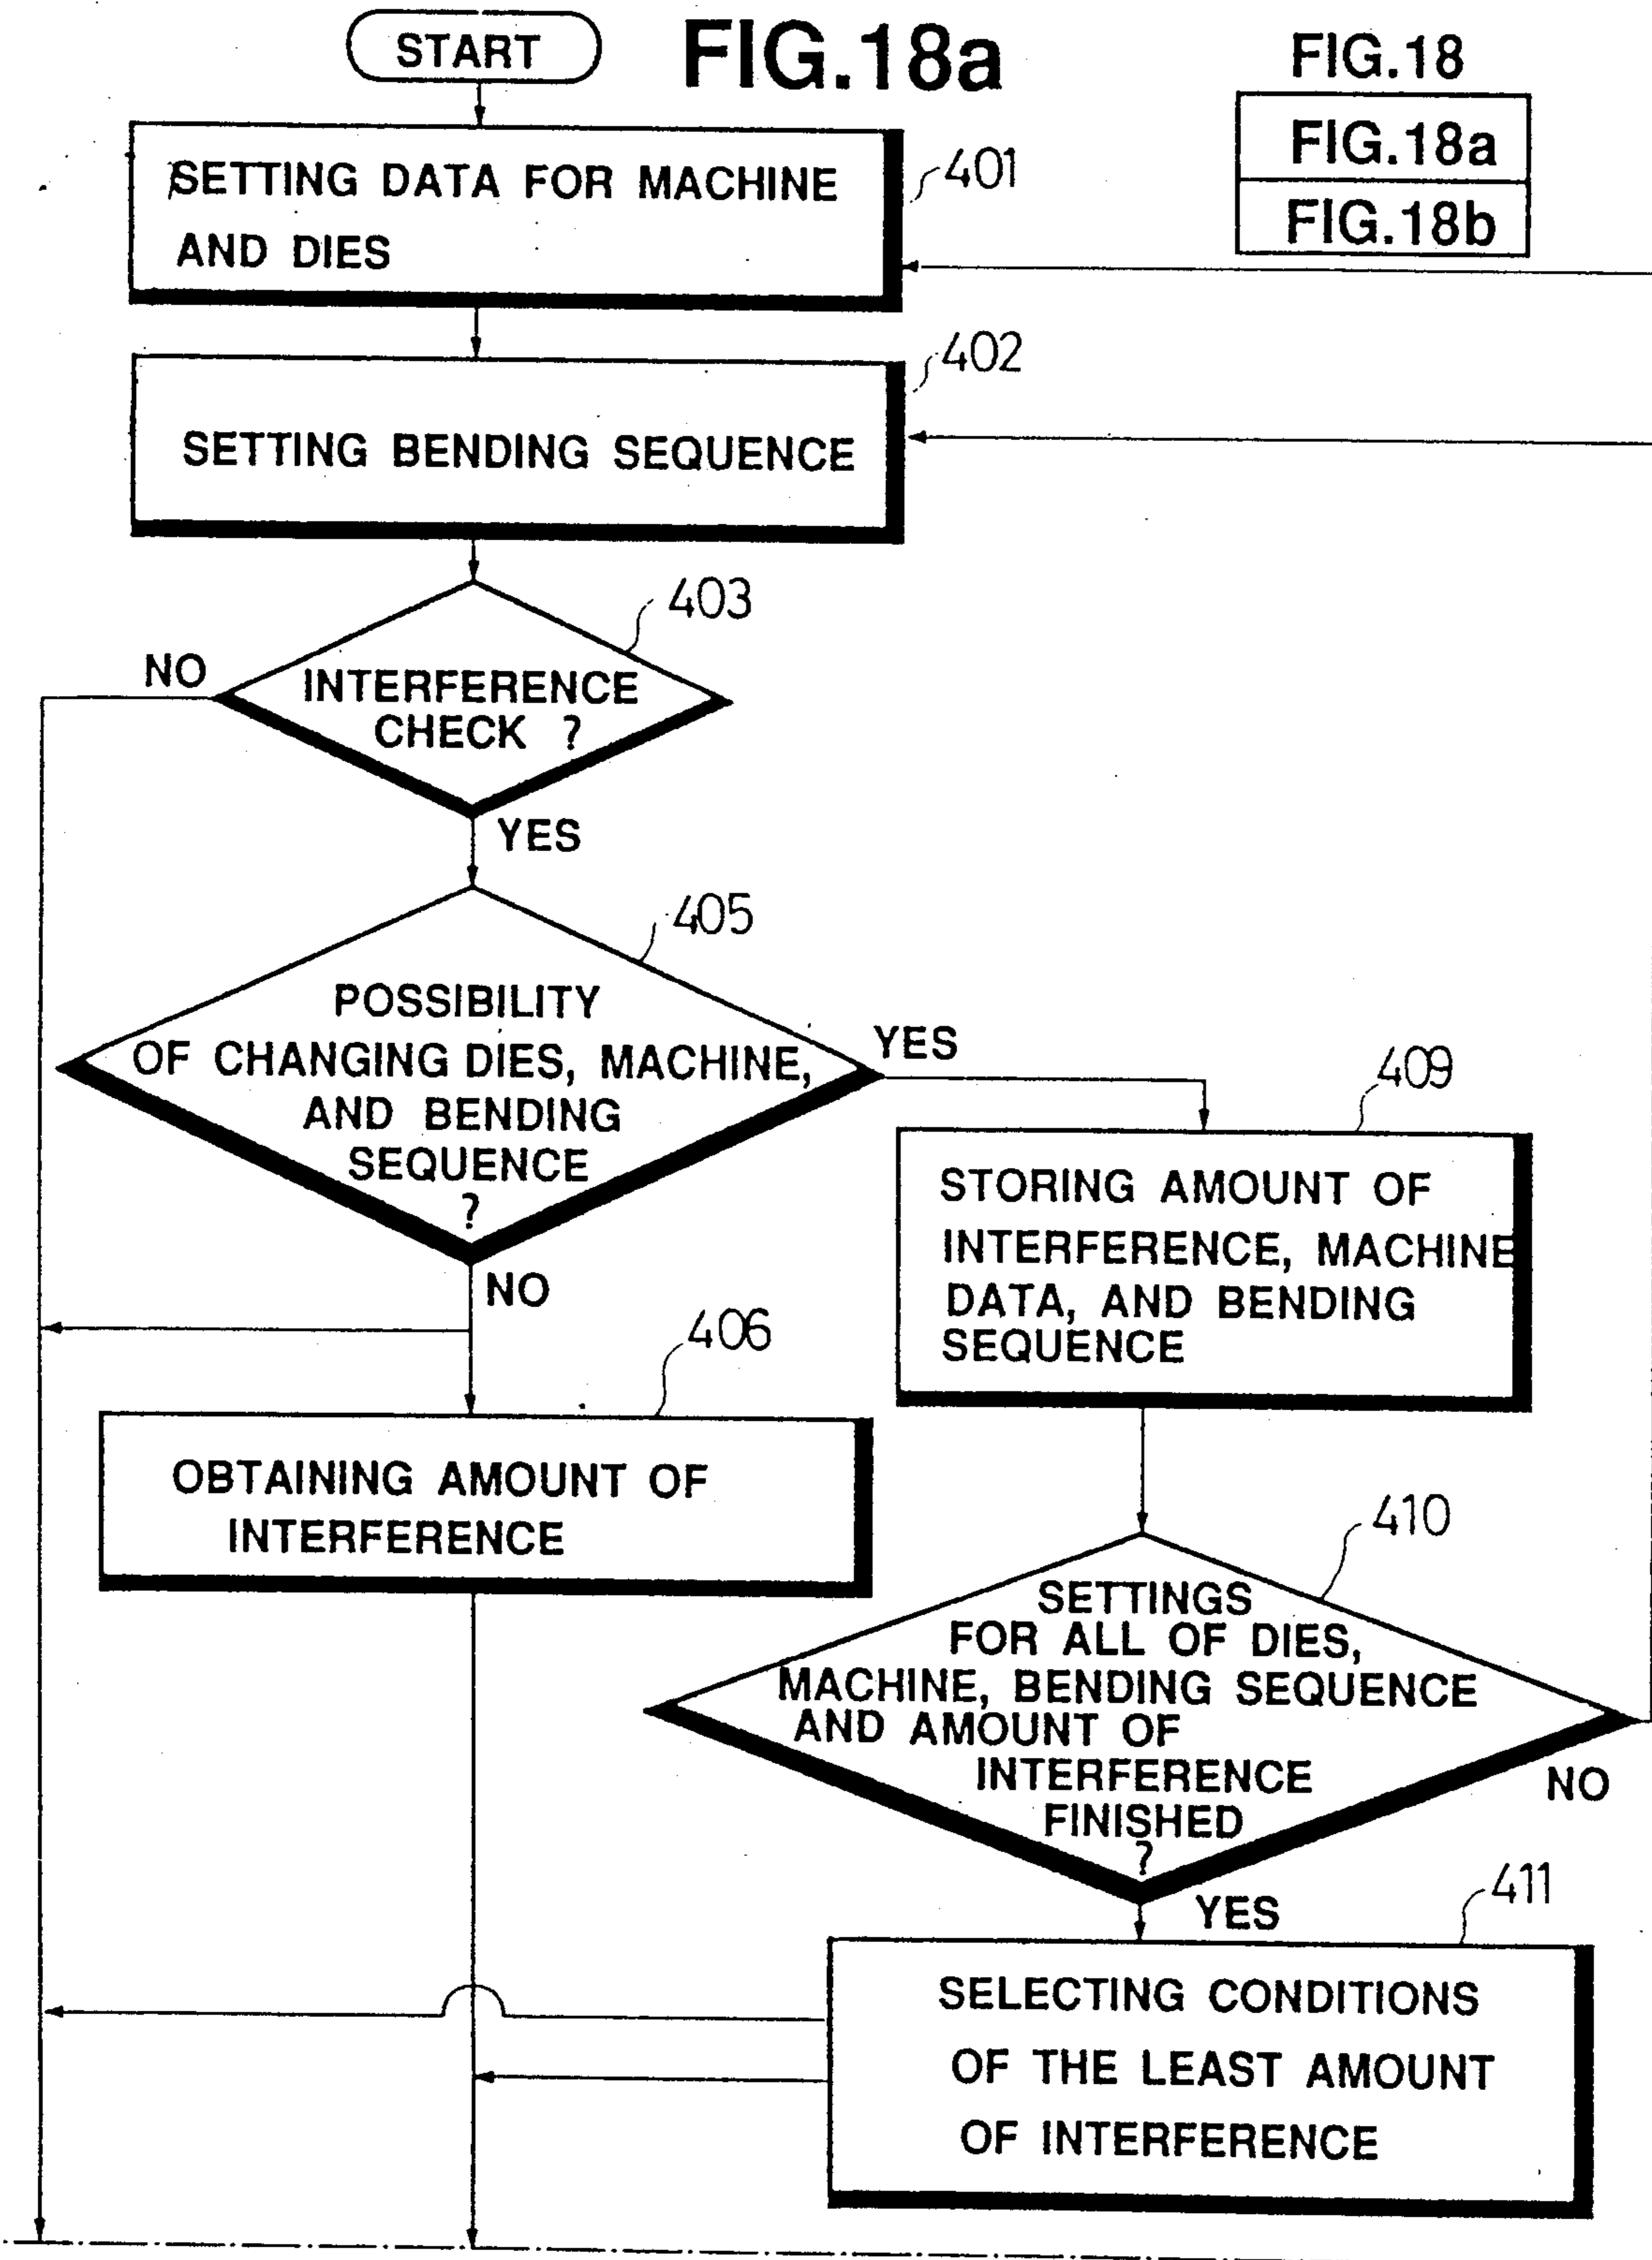 START
FIG.18a
FIG.18
FIG.18a
FIG.18b
SETTING DATA FOR MACHINE
AND DIES
401
402
SETTING BENDING SEQUENCE
403
NO
INTERFERENCE
CHECK ?
YES
405
POSSIBILITY
OF CHANGING DIES, MACHINE,
AND BENDING
SEQUENCE
?
YES
NO
409
STORING AMOUNT OF
INTERFERENCE, MACHINE
DATA, AND BENDING
SEQUENCE
406
OBTAINING AMOUNT OF
INTERFERENCE
410
SETTINGS
FOR ALL OF DIES,
MACHINE, BENDING SEQUENCE
AND AMOUNT OF
INTERFERENCE
FINISHED
?
NO
YES
411
SELECTING CONDITIONS
OF THE LEAST AMOUNT
OF INTERFERENCE